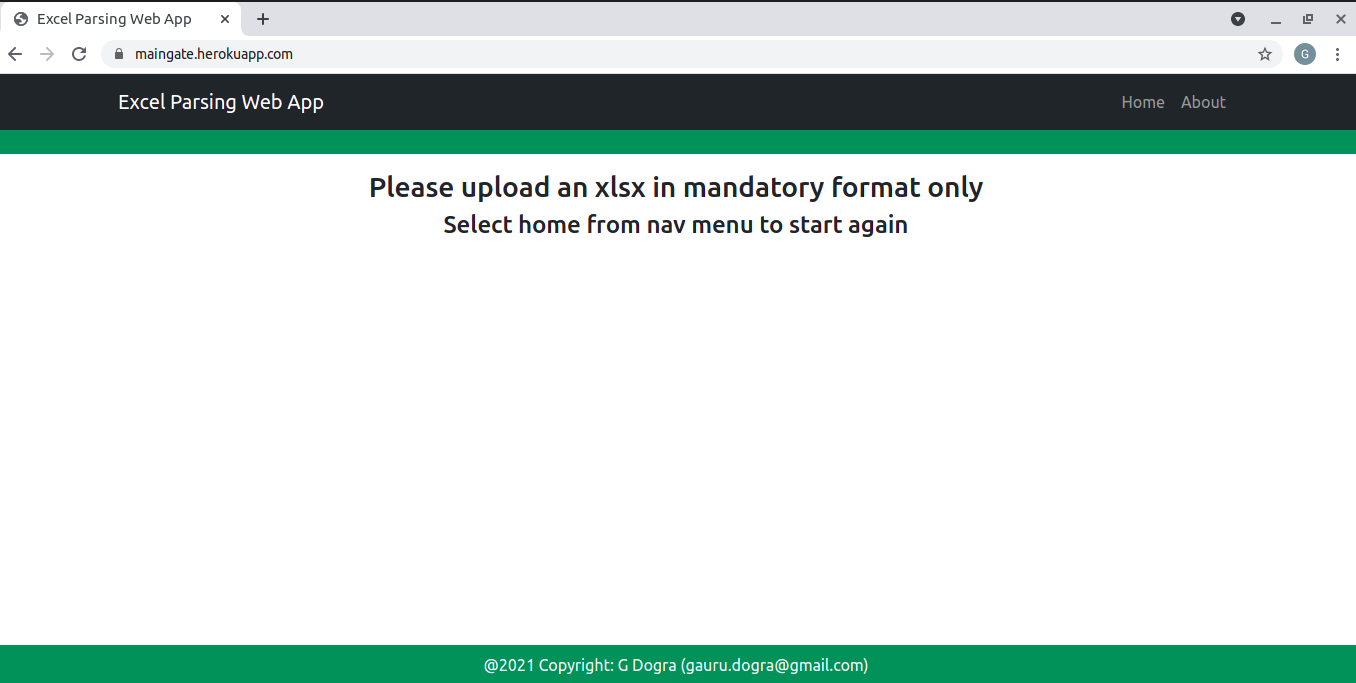 Excel Parsing Web App
maingate.herokuapp.com
G
Excel Parsing Web App
Home About
Please upload an xlsx in mandatory format only
Select home from nav menu to start again
@2021 Copyright: G Dogra (gauru.dogra@gmail.com)